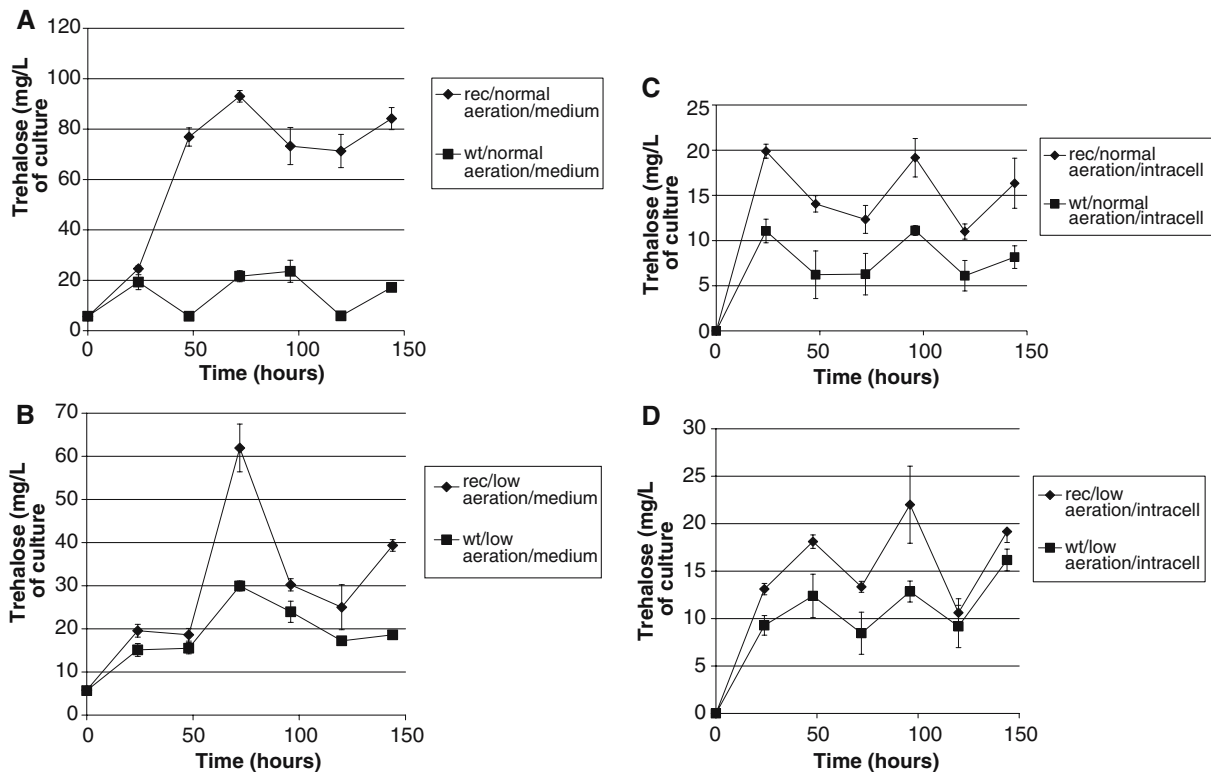 A
Trehalose (mg/L
of culture
120
100
80
60
40
20
0
0 50 100 150
Time (hours)
rec/normal
aeration/medium
wt/normal
aeration/medium
B
Trehalose (mg/L
of culture
70
60
50
40
30
20
10
0
0 50 100 150
Time (hours)
rec/low
aeration/medium
wt/low
aeration/medium
C
Trehalose (mg/L
of culture
25
20
15
10
5
0
0 50 100 150
Time (hours)
rec/normal
aeration/intracell
wt/normal
aeration/intracell
D
Trehalose (mg/L
of culture
30
25
20
15
10
5
0
0 50 100 150
Time (hours)
rec/low
aeration/intracell
wt/low
aeration/intracell